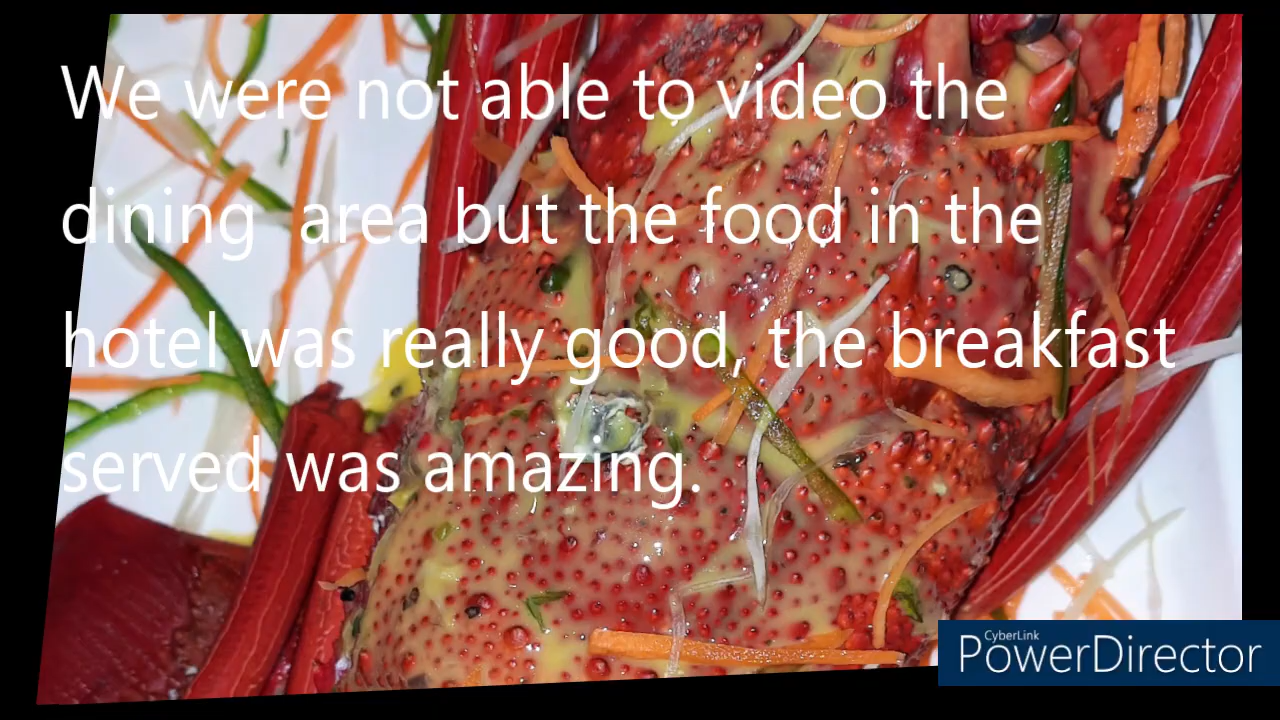 We were not able to video the
dining  area but the food in the
hotel was really good, the breakfast
served was amazing.
CyberLink
PowerDirector